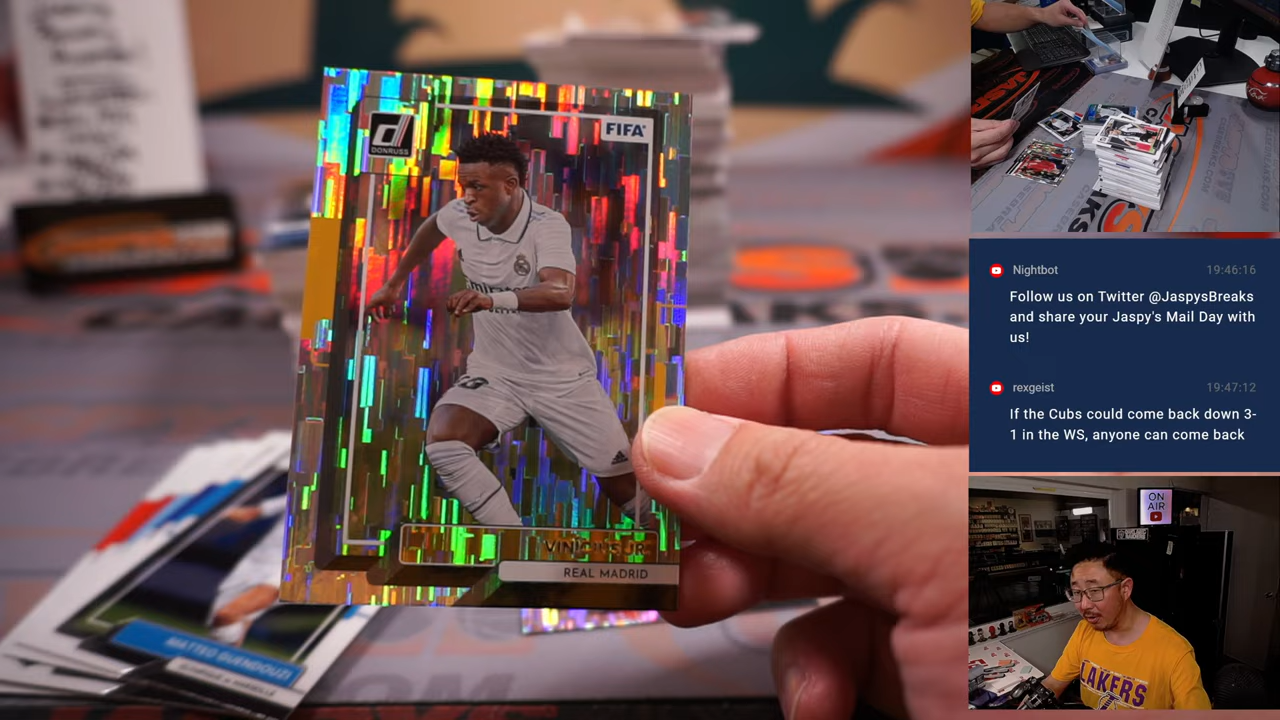 DONRUSS
FIFA
VINICIUS JR.
REAL MADRID
MATTEO GUENDOUZI
Nightbot
19:46:16
Follow us on Twitter @JaspysBreaks
and share your Jaspy's Mail Day with
us!
rexgeist
19:47:12
If the Cubs could come back down 3-
1 in the WS, anyone can come back
ON
AIR
LAKERS